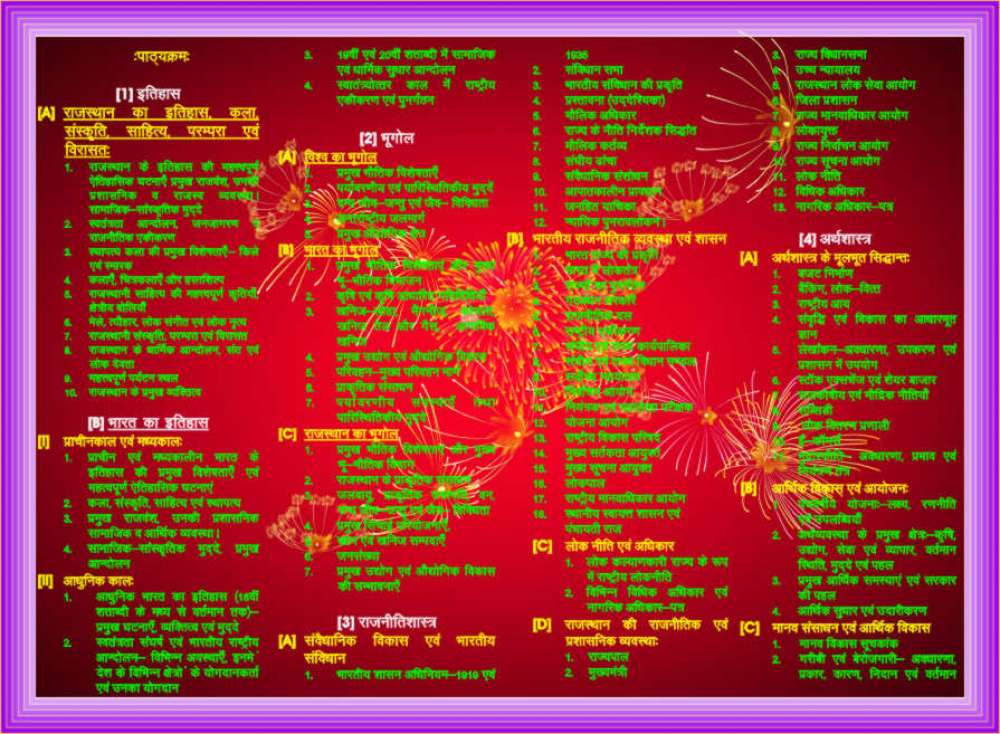 :पाठ्यक्रमः
[1] इतिहास
[A] राजस्थान का इतिहास, कला,
संस्कृति, साहित्य, परम्परा एवं
विरासतः
1. राजस्थान के इतिहास की महत्त्वपूर्ण
ऐतिहासिक घटनाएँ प्रमुख राजवंश, उनकी
प्रशासनिक व राजस्व व्यवस्था।
सामाजिक–सांस्कृतिक मुद्दे
2. स्वतंत्रता आन्दोलन, जनजागरण व
राजनीतिक एकीकरण
3. स्थापत्य कला की प्रमुख विशेषताएँ– किले
एवं स्मारक
4. कलाएँ, चित्रकलाएँ और हस्तशिल्प
5. राजस्थानी साहित्य की महत्त्वपूर्ण कृतियाँ,
क्षेत्रीय बोलियाँ
6. मेले, त्यौहार, लोक संगीत एवं लोक नृत्य
7. राजस्थानी संस्कृति, परम्परा एवं विरासत
8. राजस्थान के धार्मिक आन्दोलन, संत एवं
लोक देवता
9. महत्त्वपूर्ण पर्यटन स्थल
10. राजस्थान के प्रमुख व्यक्तित्व
[B] भारत का इतिहास
[I] प्राचीनकाल एवं मध्यकालः
1. प्राचीन एवं मध्यकालीन भारत के
इतिहास की प्रमुख विशेषताएँ एवं
महत्वपूर्ण ऐतिहासिक घटनाएं
2. कला, संस्कृति, साहित्य एवं स्थापत्य
3. प्रमुख राजवंश, उनकी प्रशासनिक
सामाजिक व आर्थिक व्यवस्था।
4. सामाजिक–सांस्कृतिक मुद्दे, प्रमुख
आन्दोलन
[II] आधुनिक कालः
1. आधुनिक भारत का इतिहास (18वीं
शताब्दी के मध्य से वर्तमान तक)–
प्रमुख घटनाएँ, व्यक्तित्व एवं मुद्दे
2. स्वतंत्रता संघर्ष एवं भारतीय राष्ट्रीय
आन्दोलन– विभिन्न अवस्थाएँ, इनमें
देश के विभिन्न क्षेत्रों के योगदानकर्ता
एवं उनका योगदान
3. 19वीं एवं 20वीं शताब्दी में सामाजिक
एवं धार्मिक सुधार आन्दोलन
4. स्वातंत्र्योत्तर काल में राष्ट्रीय
एकीकरण एवं पुनर्गठन
[2] भूगोल
[A] विश्व का भूगोल
1. प्रमुख भौतिक विशेषताएँ
2. पर्यावरणीय एवं पारिस्थितिकीय मुद्दें
3. वन्य जीव–जन्तु एवं जैव– विविधता
4. अन्तर्राष्ट्रीय जलमार्ग
5. प्रमुख औद्योगिक क्षेत्र
[B] भारत का भूगोल
1. प्रमुख भौतिक विशेषताएं और मुख्य
भू–भौतिक विभाजन
2. कृषि एवं कृषि आधारित गतिविधियाँ
3. खनिज–लोहा, मैंगनीज,
खनिज तेल और गैस,
खनिज
4. प्रमुख उद्योग एवं औद्योगिक विकास
5. परिवहन–मुख्य परिवहन मार्ग
6. प्राकृतिक संसाधन
7. पर्यावरणीय समस्याएँ तथा
पारिस्थितिकीय मुद्दे
[C] राजस्थान का भूगोल
1. प्रमुख भौतिक विशेषताएं और मुख्य
भू–भौतिक विभाग
2. राजस्थान के प्राकृतिक संसाधन
3. जलवायु, प्राकृतिक वनस्पति, वन,
वन्य जीव–जन्तु एवं जैव– विविधता
4. प्रमुख सिंचाई परियोजनाएँ
5. खान एवं खनिज सम्पदाएँ
6. जनसंख्या
7. प्रमुख उद्योग एवं औद्योगिक विकास
की सम्भावनाएँ
[3] राजनीतिशास्त्र
[A] संवैधानिक विकास एवं भारतीय
संविधान
1. भारतीय शासन अधिनियम–1919 एवं
1935
2. संविधान सभा
3. भारतीय संविधान की प्रकृति
4. प्रस्तावना (उद्देश्यिका)
5. मौलिक अधिकार
6. राज्य के नीति निर्देशक सिद्धांत
7. मौलिक कर्तव्य
8. संघीय ढांचा
9. संवैधानिक संशोधन
10. आपातकालीन प्रावधान
11. जनहित याचिका
12. न्यायिक पुनरावलोकन।
[B] भारतीय राजनीतिक व्यवस्था एवं शासन
1. भारत राज्य की प्रकृति
2. भारत में लोकतंत्र
3. राज्यों का पुनर्गठन
4. गठबंधन सरकारें
5. राजनीतिक दल
6. राष्ट्रीय एकीकरण
7. संघीय एवं राज्य कार्यपालिका
8. संघीय एवं राज्य विधान मण्डल
9.
10. निर्वाचन आयोग
11. नियंत्रक एवं महालेखा परीक्षक
12. योजना आयोग
13. राष्ट्रीय विकास परिषद
14. मुख्य सतर्कता आयुक्त
15. मुख्य सूचना आयुक्त
16. लोकपाल
17. राष्ट्रीय मानवाधिकार आयोग
18. स्थानीय स्वायत्त शासन एवं
पंचायती राज
[C] लोक नीति एवं अधिकार
1. लोक कल्याणकारी राज्य के रूप
में राष्ट्रीय लोकनीति
2. विभिन्न विधिक अधिकार एवं
नागरिक अधिकार–पत्र
[D] राजस्थान की राजनीतिक एवं
प्रशासनिक व्यवस्थाः
1. राज्यपाल
2. मुख्यमंत्री
3. राज्य विधानसभा
4. उच्च न्यायालय
5. राजस्थान लोक सेवा आयोग
6. जिला प्रशासन
7. राज्य मानवाधिकार आयोग
8. लोकायुक्त
9. राज्य निर्वाचन आयोग
10. राज्य सूचना आयोग
11. लोक नीति
12. विधिक अधिकार
13. नागरिक अधिकार–पत्र
[4] अर्थशास्त्र
[A] अर्थशास्त्र के मूलभूत सिद्धान्तः
1. बजट निर्माण
2. बैंकिंग, लोक–वित्त
3. राष्ट्रीय आय
4. संवृद्धि एवं विकास का आधारभूत
ज्ञान
5. लेखांकन–अवधारणा, उपकरण एवं
प्रशासन में उपयोग
6. स्टॉक एक्सचेंज एवं शेयर बाजार
7. राजकोषीय एवं मौद्रिक नीतियाँ
8. सब्सिडी
9. लोक वितरण प्रणाली
10. ई–कॉमर्स
11. मुद्रास्फीति– अवधारणा, प्रभाव एवं
नियंत्रण तंत्र
[B] आर्थिक विकास एवं आयोजनः
1. पंचवर्षीय योजनाः–लक्ष्य, रणनीति
एवं उपलब्धियाँ
2. अर्थव्यवस्था के प्रमुख क्षेत्रः–कृषि,
उद्योग, सेवा एवं व्यापार, वर्तमान
स्थिति, मुद्दे एवं पहल
3. प्रमुख आर्थिक समस्याएं एवं सरकार
की पहल
4. आर्थिक सुधार एवं उदारीकरण
[C] मानव संसाधन एवं आर्थिक विकास
1. मानव विकास सूचकांक
2. गरीबी एवं बेरोजगारी– अवधारणा,
प्रकार, कारण, निदान एवं वर्तमान